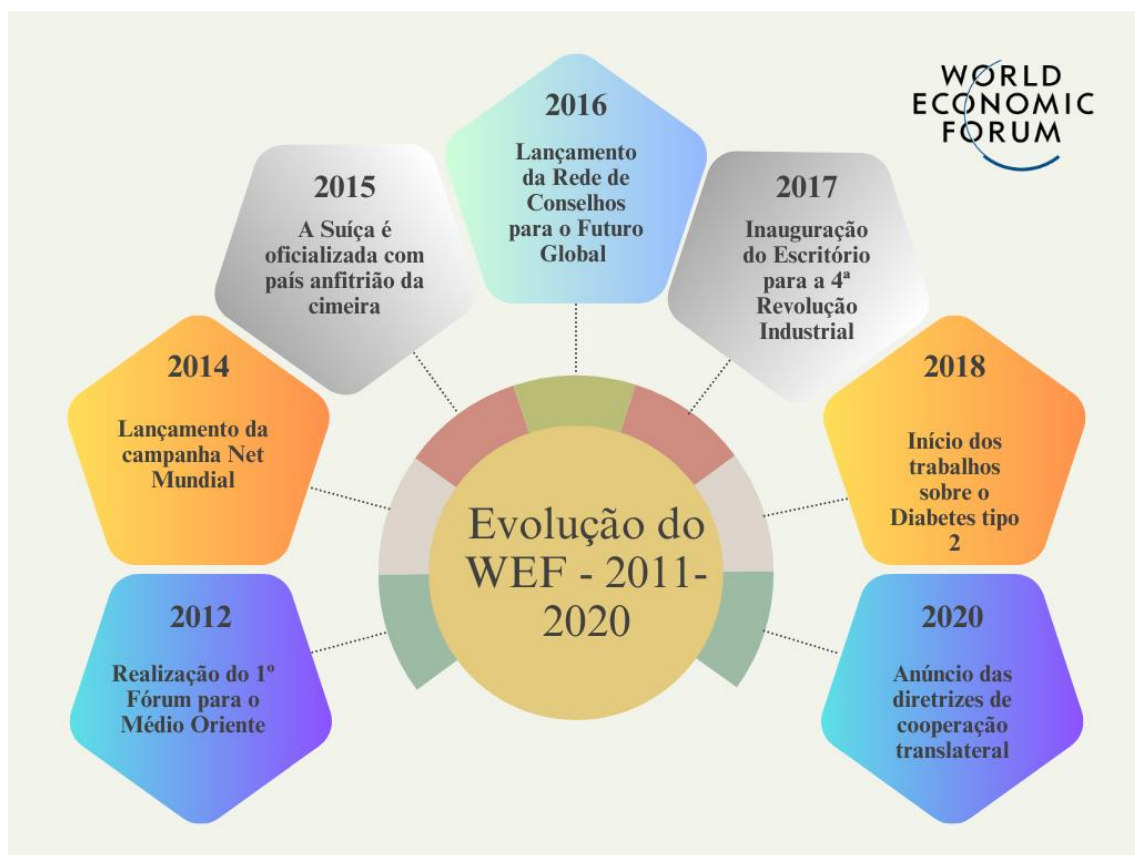 WORLD
ECONOMIC
FORUM
2012
Realização do 1º
Fórum para o
Médio Oriente
2014
Lançamento da
campanha Net
Mundial
2015
A Suíça é
oficializada com
país anfitrião da
cimeira
2016
Lançamento
da Rede de
Conselhos
para o Futuro
Global
2017
Inauguração
do Escritório
para a 4ª
Revolução
Industrial
2018
Início dos
trabalhos
sobre o
Diabetes tipo
2
2020
Anúncio das
diretrizes de
cooperação
translateral
Evolução do
WEF - 2011-
2020